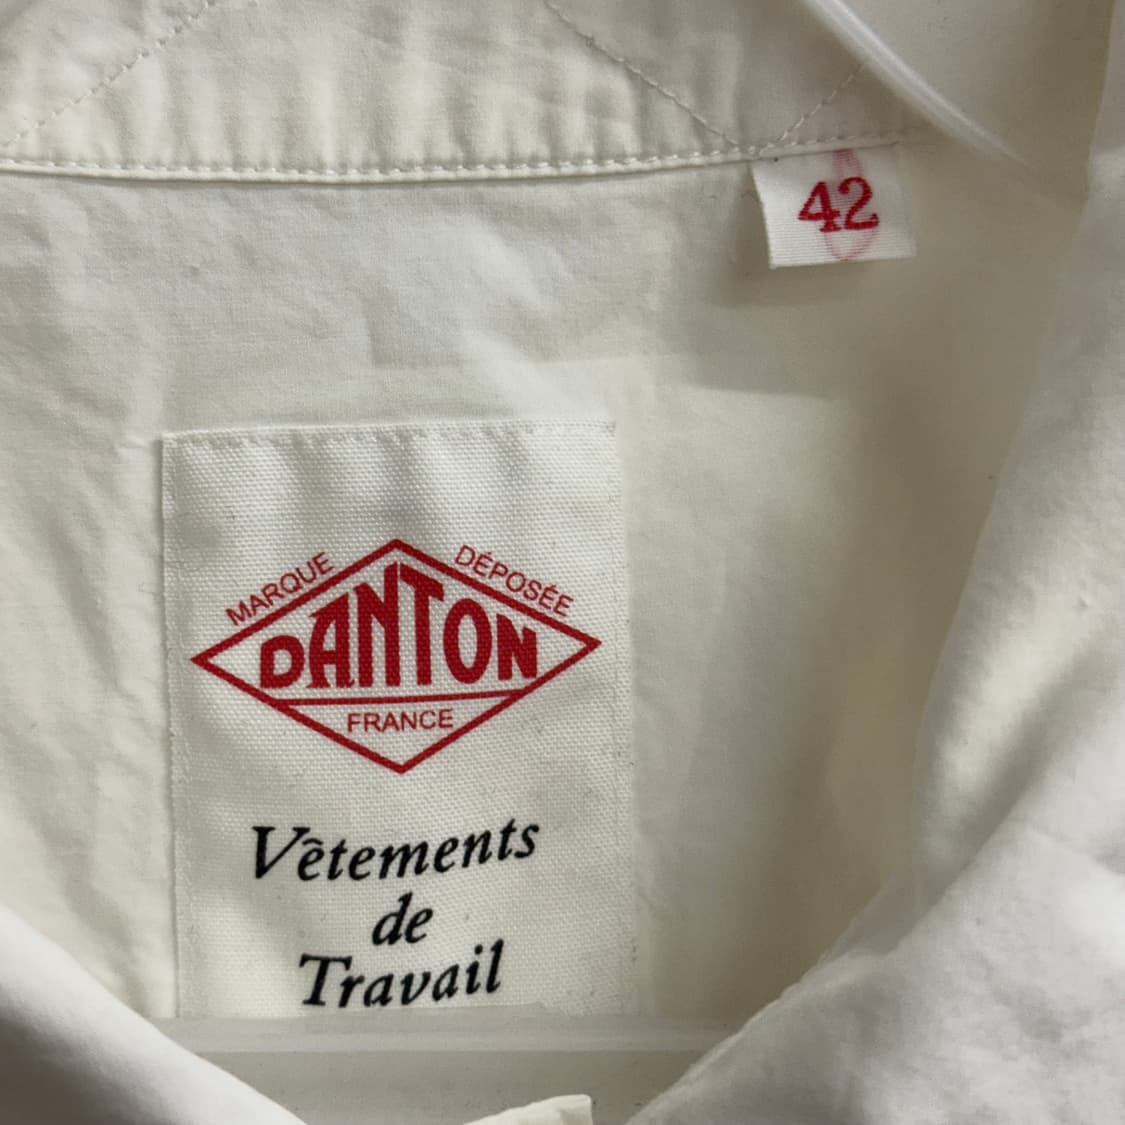 42
MARQUE DÉPOSÉE
DANTON
FRANCE
Vêtements
de
Travail